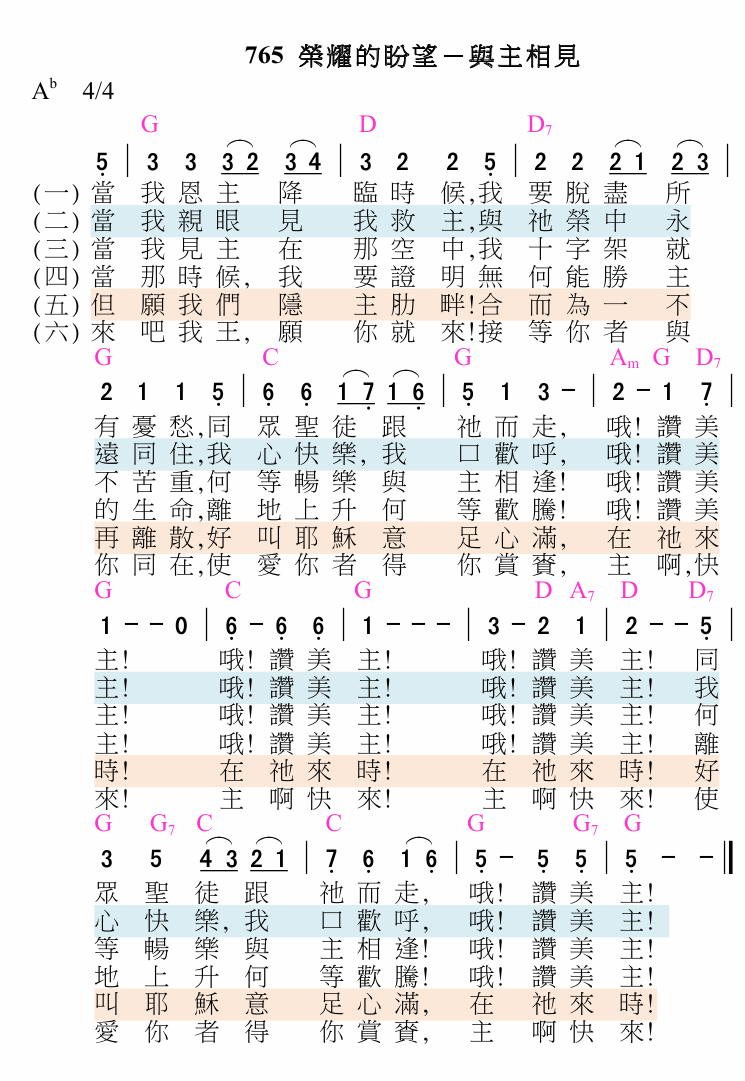 765 榮耀的盼望－與主相見
Ab 4/4
G D D7
5 | 3 3 3 2 3 4 | 3 2 2 5 | 2 2 2 1 2 3 |
(一) 當 我 恩 主 降 臨 時 候,我 要 脫 盡 所
(二) 當 我 親 眼 見 我 救 主,與 祂 榮 中 永
(三) 當 我 見 主 在 那 空 中,我 十 字 架 就
(四) 當 那 時 候, 我 要 證 明 無 何 能 勝 主
(五) 但 願 我 們 隱 主 肋 畔!合 而 為 一 不
(六) 來 吧 我 王, 願 你 就 來!接 等 你 者 與
G C G Am G D7
2 1 1 5 | 6 6 1 7 1 6 | 5 1 3 - | 2 - 1 7 |
有 憂 愁,同 眾 聖 徒 跟 祂 而 走, 哦! 讚 美
遠 同 住,我 心 快 樂, 我 口 歡 呼, 哦! 讚 美
不 苦 重,何 等 暢 樂 與 主 相 逢! 哦! 讚 美
的 生 命,離 地 上 升 何 等 歡 騰! 哦! 讚 美
再 離 散,好 叫 耶 穌 意 足 心 滿, 在 祂 來
你 同 在,使 愛 你 者 得 你 賞 賚, 主 啊,快
G C G D A7 D D7
1 - - 0 | 6 - 6 6 | 1 - - - | 3 - 2 1 | 2 - - 5 |
主! 哦! 讚 美 主! 哦! 讚 美 主! 同
主! 哦! 讚 美 主! 哦! 讚 美 主! 我
主! 哦! 讚 美 主! 哦! 讚 美 主! 何
主! 哦! 讚 美 主! 哦! 讚 美 主! 離
時! 在 祂 來 時! 在 祂 來 時! 好
來! 主 啊 快 來! 主 啊 快 來! 使
G G7 C C G G7 G
3 5 4 3 2 1 | 7 6 1 6 | 5 - 5 5 | 5 - - ||
眾 聖 徒 跟 祂 而 走, 哦! 讚 美 主!
心 快 樂, 我 口 歡 呼, 哦! 讚 美 主!
等 暢 樂 與 主 相 逢! 哦! 讚 美 主!
地 上 升 何 等 歡 騰! 哦! 讚 美 主!
叫 耶 穌 意 足 心 滿, 在 祂 來 時!
愛 你 者 得 你 賞 賚, 主 啊 快 來!